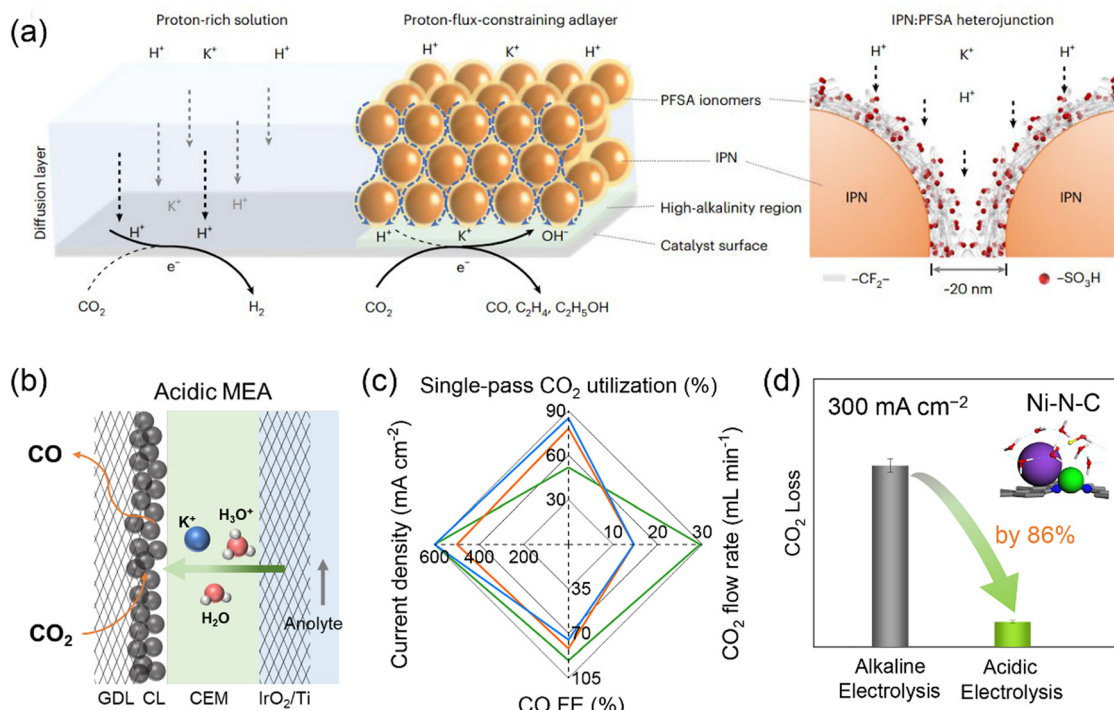 (a)
Proton-rich solution
Proton-flux-constraining adlayer
IPN:PFSA heterojunction
H⁺ K⁺ H⁺
H⁺ K⁺ H⁺
H⁺ K⁺ H⁺
H⁺
Diffusion layer
PFSA ionomers
IPN
High-alkalinity region
Catalyst surface
IPN
IPN
K⁺ H⁺
H⁺ H⁺
e⁻
CO₂
H₂
H⁺ K⁺ OH⁻
e⁻
CO₂
CO, C₂H₄, C₂H₅OH
~20 nm
–CF₂–
–SO₃H
(b)
Acidic MEA
CO
CO₂
K⁺
H₃O⁺
H₂O
Anolyte
GDL CL CEM IrO₂/Ti
(c)
Single-pass CO₂ utilization (%)
90
60
30
Current density (mA cm⁻²)
600 400 200
10 20 30
CO₂ flow rate (mL min⁻¹)
35
70
105
CO FE (%)
(d)
300 mA cm⁻²
Ni-N-C
CO₂ Loss
by 86%
Alkaline
Electrolysis
Acidic
Electrolysis